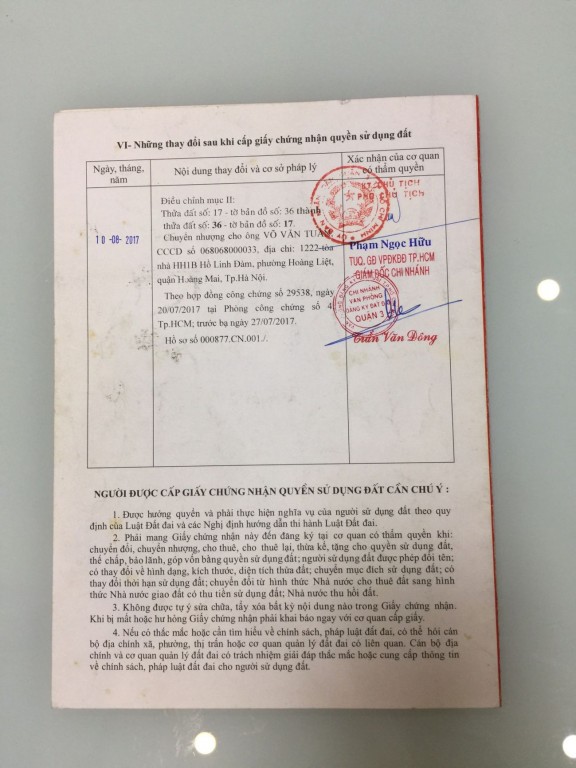 VI- Những thay đổi sau khi cấp giấy chứng nhận quyền sử dụng đất
Ngày, tháng, năm
Nội dung thay đổi và cơ sở pháp lý
Xác nhận của cơ quan có thẩm quyền
10-08-2017
Điều chỉnh mục II:
Thửa đất số: 17 - tờ bản đồ số: 36 thành
thửa đất số: 36 -tờ bản đồ số: 17.
Chuyển nhượng cho ông VÕ VĂN TUẤN
CCCD số 068068000033, địa chỉ: 1222-tòa
nhà HH1B Hồ Linh Đàm, phường Hoàng Liệt,
quận Hoàng Mai, Tp.Hà Nội.
Theo hợp đồng công chứng số 29538, ngày
20/07/2017 tại Phòng công chứng số 4
Tp.HCM; trước bạ ngày 27/07/2017.
Hồ sơ số 000877.CN.001./.
KT CHỦ TỊCH
PHÓ CHỦ TỊCH
Phạm Ngọc Hữu
TUQ. GĐ VPĐKĐĐ TP.HCM
GIÁM ĐỐC CHI NHÁNH
CHI NHÁNH
VĂN PHÒNG
ĐĂNG KÝ ĐẤT ĐAI
QUẬN 3
Trần Văn Đông
NGƯỜI ĐƯỢC CẤP GIẤY CHỨNG NHẬN QUYỀN SỬ DỤNG ĐẤT CẦN CHÚ Ý :
1. Được hưởng quyền và phải thực hiện nghĩa vụ của người sử dụng đất theo quy
định của Luật Đất đai và các Nghị định hướng dẫn thi hành Luật Đất đai.
2. Phải mang Giấy chứng nhận này đến đăng ký tại cơ quan có thẩm quyền khi:
chuyển đổi, chuyển nhượng, cho thuê, cho thuê lại, thừa kế, tặng cho quyền sử dụng đất,
thế chấp, bảo lãnh, góp vốn bằng quyền sử dụng đất; người sử dụng đất được phép đổi tên;
có thay đổi về hình dạng, kích thước, diện tích thửa đất; chuyển mục đích sử dụng đất; có
thay đổi thời hạn sử dụng đất; chuyển đổi từ hình thức Nhà nước cho thuê đất sang hình
thức Nhà nước giao đất có thu tiền sử dụng đất; Nhà nước thu hồi đất.
3. Không được tự ý sửa chữa, tẩy xóa bất kỳ nội dung nào trong Giấy chứng nhận.
Khi bị mất hoặc hư hỏng Giấy chứng nhận phải khai báo ngay với cơ quan cấp giấy.
4. Nếu có thắc mắc hoặc cần tìm hiểu về chính sách, pháp luật đất đai, có thể hỏi cán
bộ địa chính xã, phường, thị trấn hoặc cơ quan quản lý đất đai có liên quan. Cán bộ địa
chính và cơ quan quản lý đất đai có trách nhiệm giải đáp thắc mắc hoặc cung cấp thông tin
về chính sách, pháp luật đất đai cho người sử dụng đất.